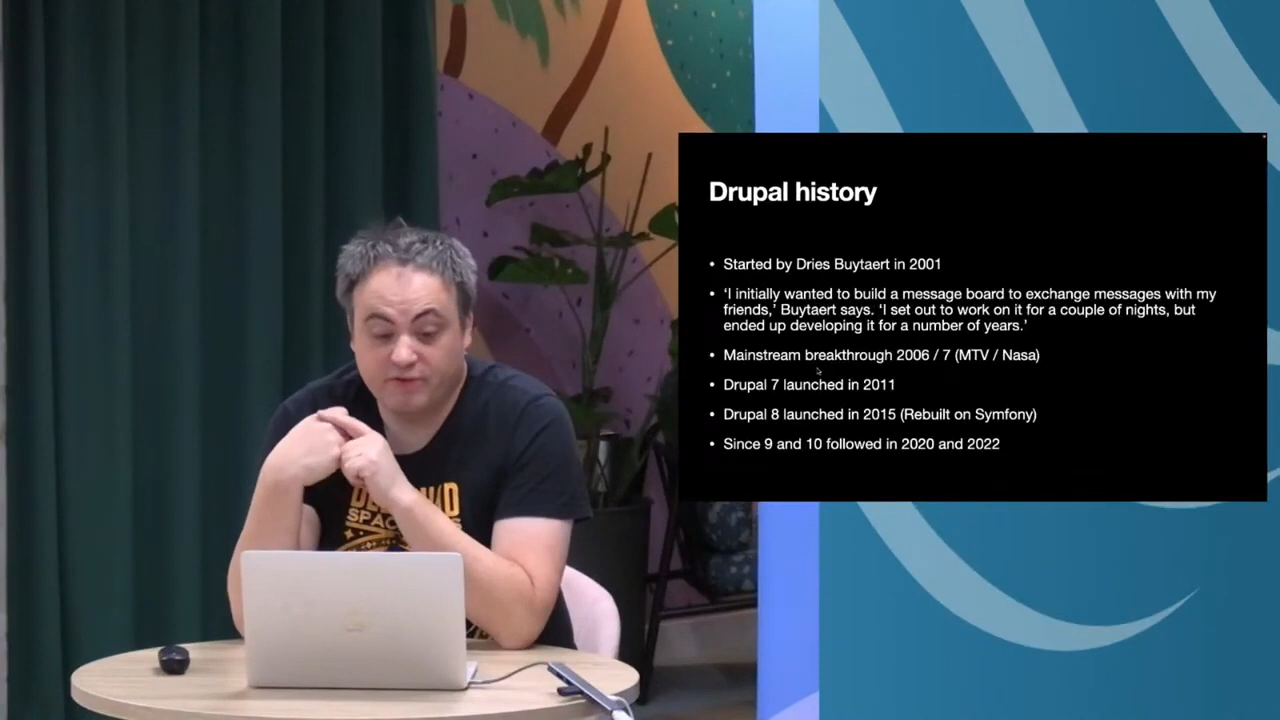 Drupal history
• Started by Dries Buytaert in 2001
• ‘I initially wanted to build a message board to exchange messages with my
friends,’ Buytaert says. ‘I set out to work on it for a couple of nights, but
ended up developing it for a number of years.’
• Mainstream breakthrough 2006 / 7 (MTV / Nasa)
• Drupal 7 launched in 2011
• Drupal 8 launched in 2015 (Rebuilt on Symfony)
• Since 9 and 10 followed in 2020 and 2022